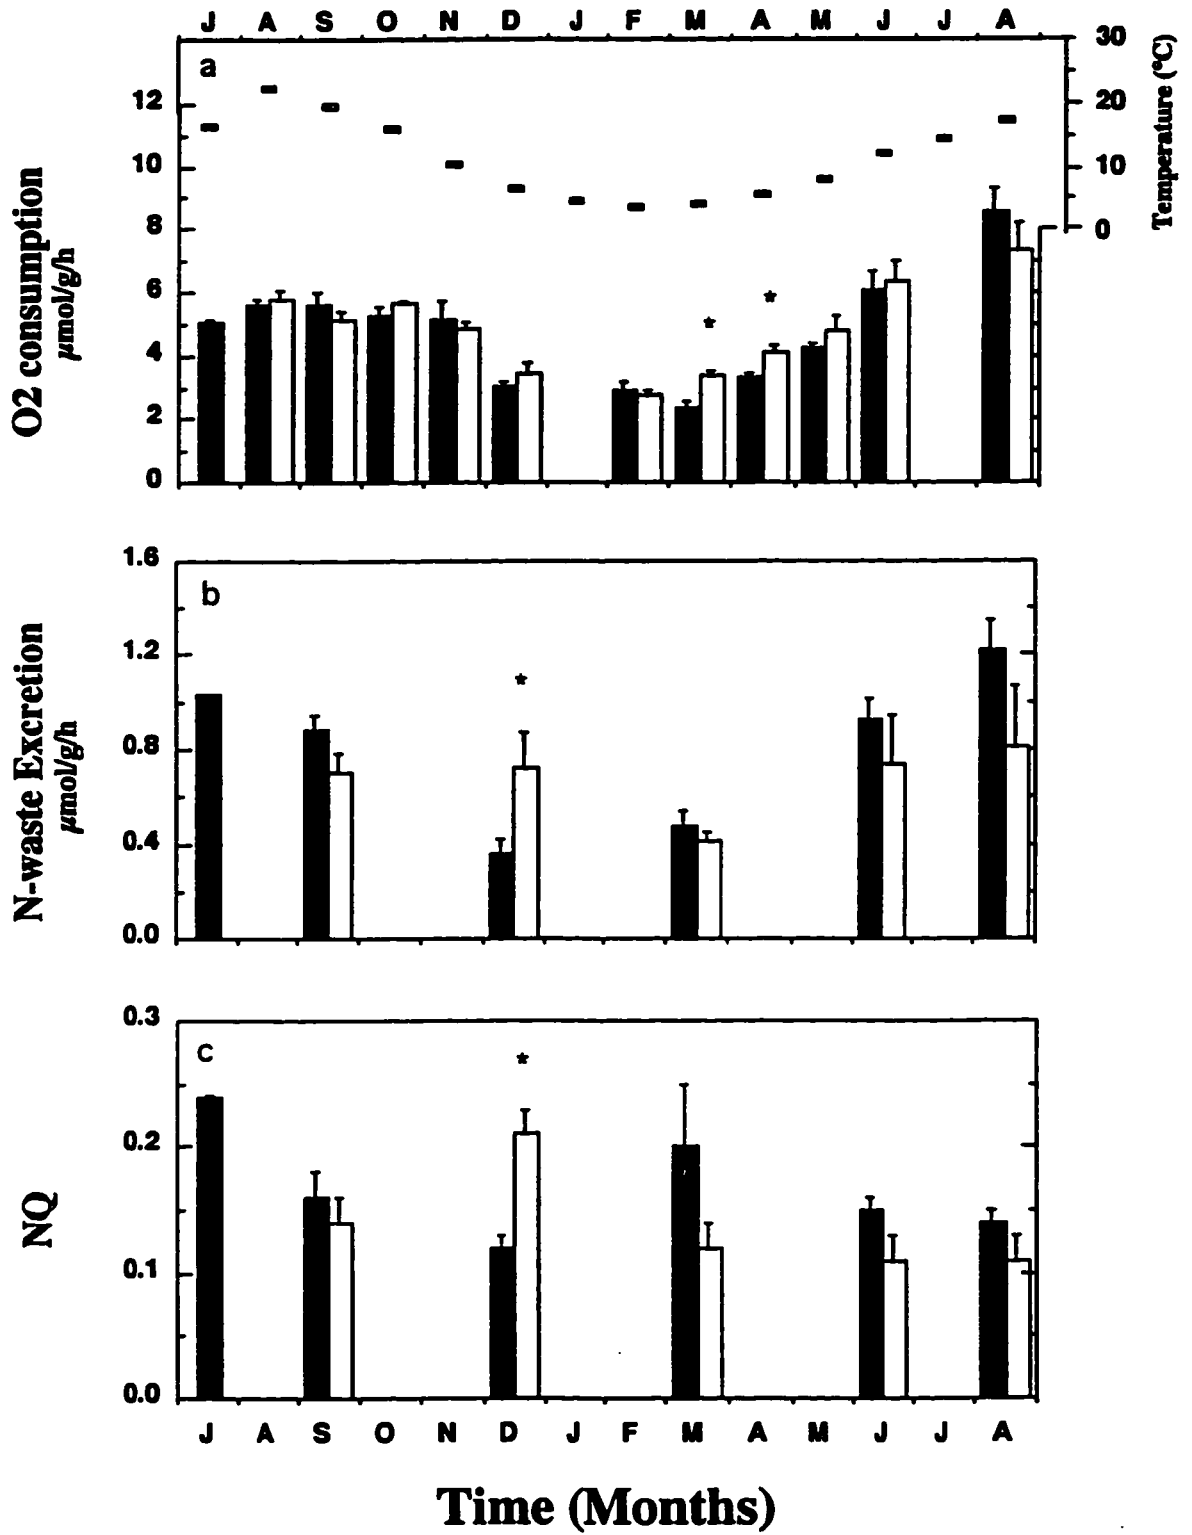 J A S O N D J F M A M J J A
a
12
10
8
6
4
2
0
O2 consumption
µmol/g/h
30
20
10
0
Temperature (°C)
* *
b
1.6
1.2
0.8
0.4
0.0
N-waste Excretion
µmol/g/h
*
c
0.3
0.2
0.1
0.0
NQ
*
J A S O N D J F M A M J J A
Time (Months)